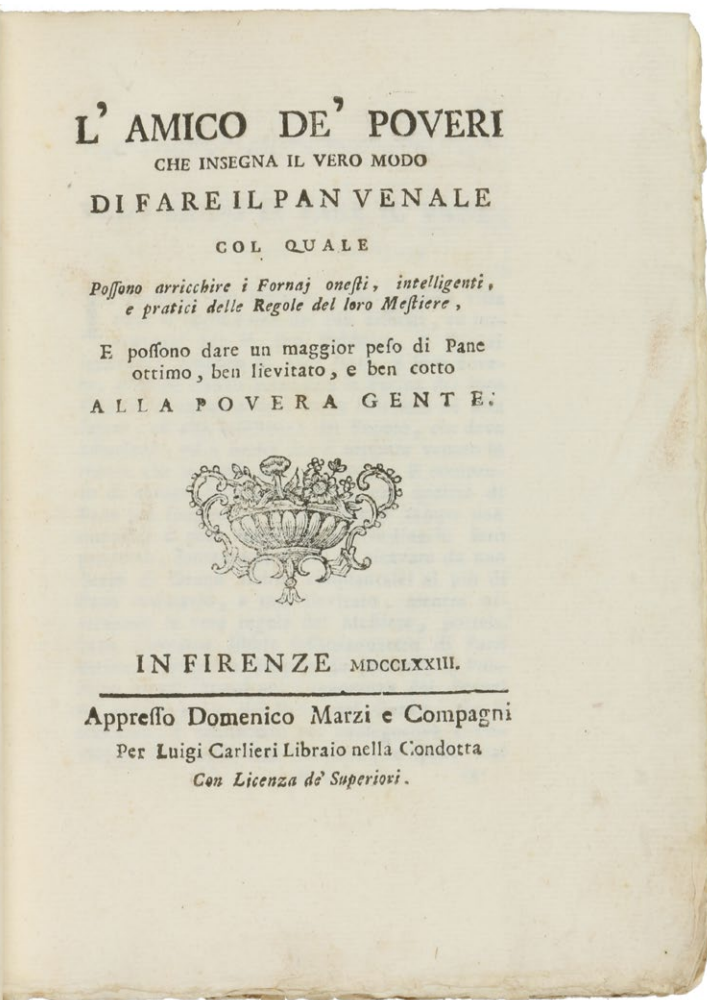 L' AMICO DE' POVERI
CHE INSEGNA IL VERO MODO
DI FARE IL PAN VENALE
COL QUALE
Poſſono arricchire i Fornaj oneſti, intelligenti,
e pratici delle Regole del loro Meſtiere,
E poſſono dare un maggior peſo di Pane
ottimo, ben lievitato, e ben cotto
ALLA POVERA GENTE.
IN FIRENZE MDCCLXXIII.
Appreſſo Domenico Marzi e Compagni
Per Luigi Carlieri Libraio nella Condotta
Con Licenza de' Superiori.